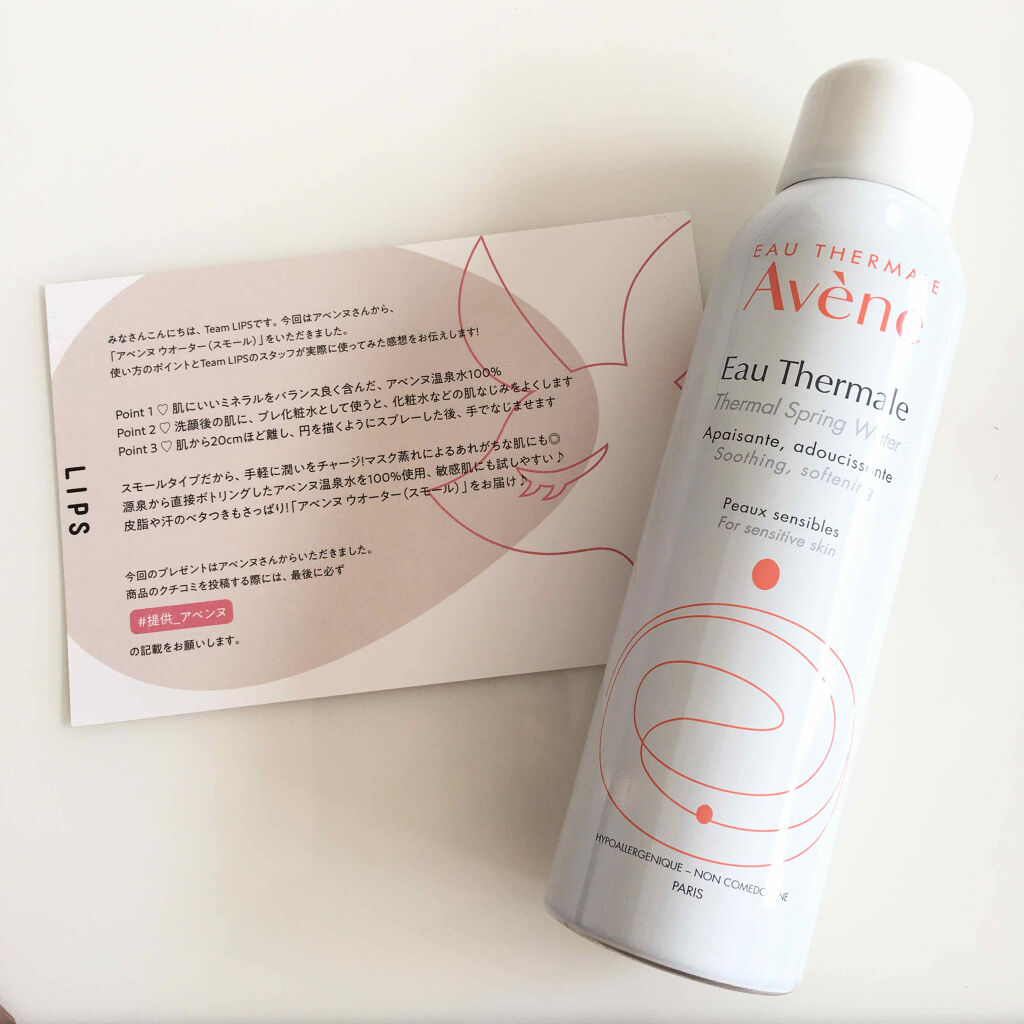 みなさんこんにちは、Team LIPSです。今回はアベンヌさんから、
「アベンヌ ウオーター（スモール）」をいただきました。
使い方のポイントとTeam LIPSのスタッフが実際に使ってみた感想をお伝えします!
Point 1 ♡ 肌にいいミネラルをバランス良く含んだ、アベンヌ温泉水100%
Point 2 ♡ 洗顔後の肌に、プレ化粧水として使うと、化粧水などの肌なじみをよくします
Point 3 ♡ 肌から20cmほど離し、円を描くようにスプレーした後、手でなじませます
スモールタイプだから、手軽に潤いをチャージ!マスク蒸れによるあれがちな肌にも◎
源泉から直接ボトリングしたアベンヌ温泉水を100%使用、敏感肌にも試しやすい♪
皮脂や汗のベタつきもさっぱり!「アベンヌ ウオーター（スモール）」をお届け♪
今回のプレゼントはアベンヌさんからいただきました。
商品のクチコミを投稿する際には、最後に必ず
#提供_アベンヌ
の記載をお願いします。
LIPS
EAU THERMALE
Avène
Eau Thermale
Thermal Spring Water
Apaisante, adoucissante
Soothing, softening
Peaux sensibles
For sensitive skin
HYPOALLERGENIQUE – NON COMEDOGENE
PARIS